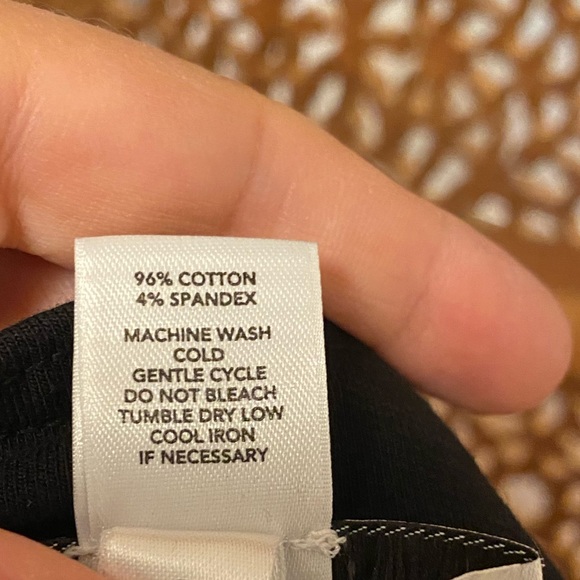 96% COTTON
4% SPANDEX
MACHINE WASH
COLD
GENTLE CYCLE
DO NOT BLEACH
TUMBLE DRY LOW
COOL IRON
IF NECESSARY